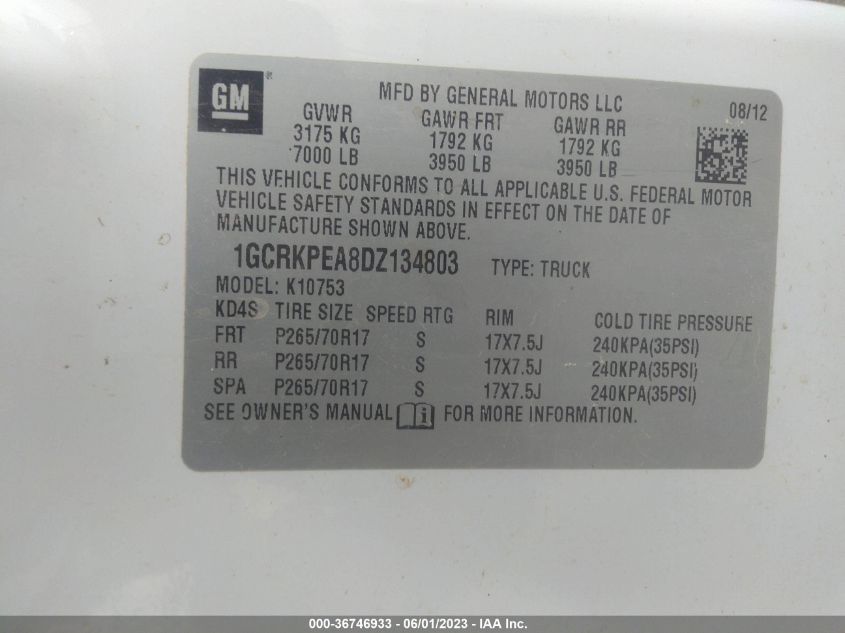 GM ®
MFD BY GENERAL MOTORS LLC
08/12
GVWR GAWR FRT GAWR RR
3175 KG 1792 KG 1792 KG
7000 LB 3950 LB 3950 LB
THIS VEHICLE CONFORMS TO ALL APPLICABLE U.S. FEDERAL MOTOR
VEHICLE SAFETY STANDARDS IN EFFECT ON THE DATE OF
MANUFACTURE SHOWN ABOVE.
1GCRKPEA8DZ134803 TYPE: TRUCK
MODEL: K10753
KD4S TIRE SIZE SPEED RTG RIM COLD TIRE PRESSURE
FRT P265/70R17 S 17X7.5J 240KPA(35PSI)
RR P265/70R17 S 17X7.5J 240KPA(35PSI)
SPA P265/70R17 S 17X7.5J 240KPA(35PSI)
SEE OWNER'S MANUAL i FOR MORE INFORMATION.
000-36746933 - 06/01/2023 - IAA Inc.